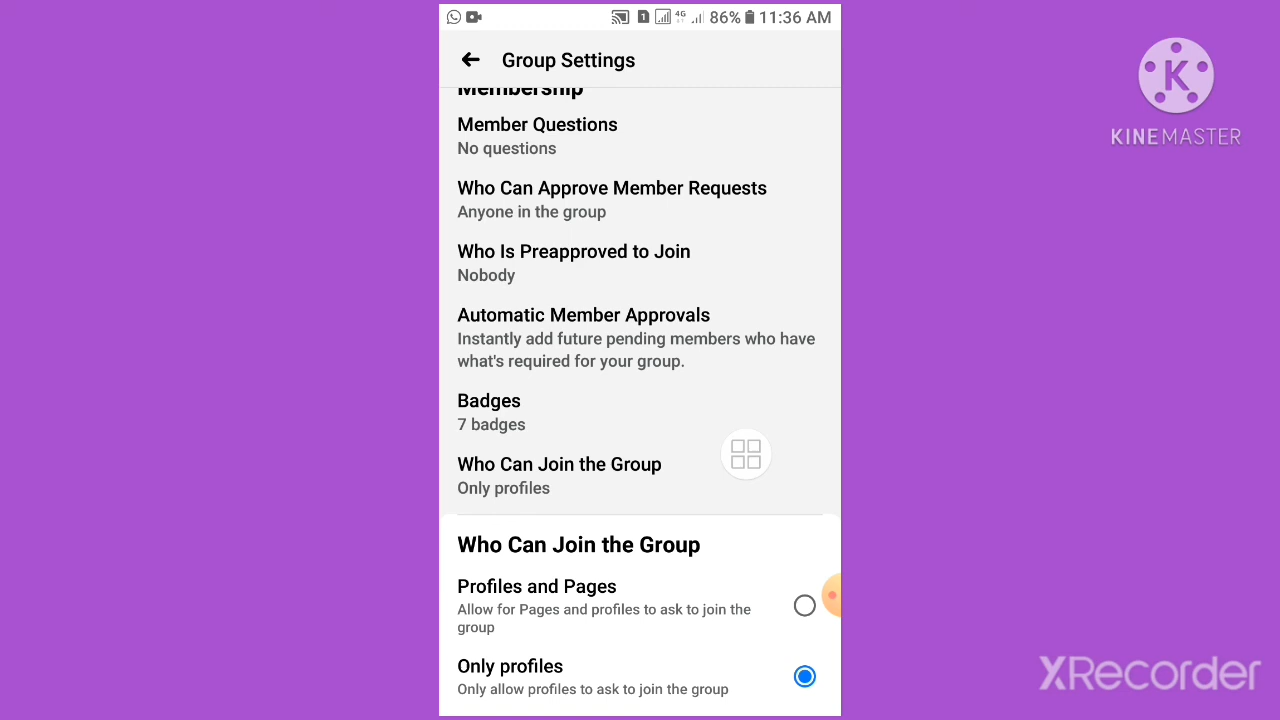 1 4G 86% 11:36 AM
Group Settings
Membership
Member Questions
No questions
Who Can Approve Member Requests
Anyone in the group
Who Is Preapproved to Join
Nobody
Automatic Member Approvals
Instantly add future pending members who have
what's required for your group.
Badges
7 badges
Who Can Join the Group
Only profiles
Who Can Join the Group
Profiles and Pages
Allow for Pages and profiles to ask to join the
group
Only profiles
Only allow profiles to ask to join the group
K
KINEMASTER
XRecorder